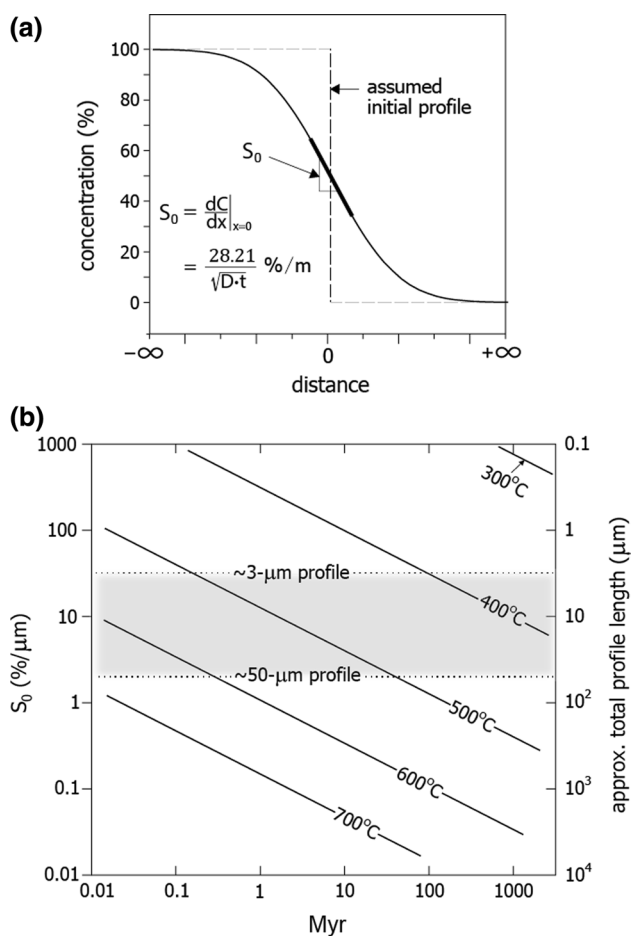 (a)
100
80
60
40
20
0
concentration (%)
assumed
initial profile
S₀
S₀ = dC/dx|ₓ₌₀
= 28.21/√D·t %/m
−∞
0
+∞
distance
(b)
1000
100
10
1
0.1
0.01
S₀ (%/μm)
0.1
1
10
10²
10³
10⁴
approx. total profile length (μm)
300°C
~3-μm profile
400°C
~50-μm profile
500°C
600°C
700°C
0.01
0.1
1
10
100
1000
Myr